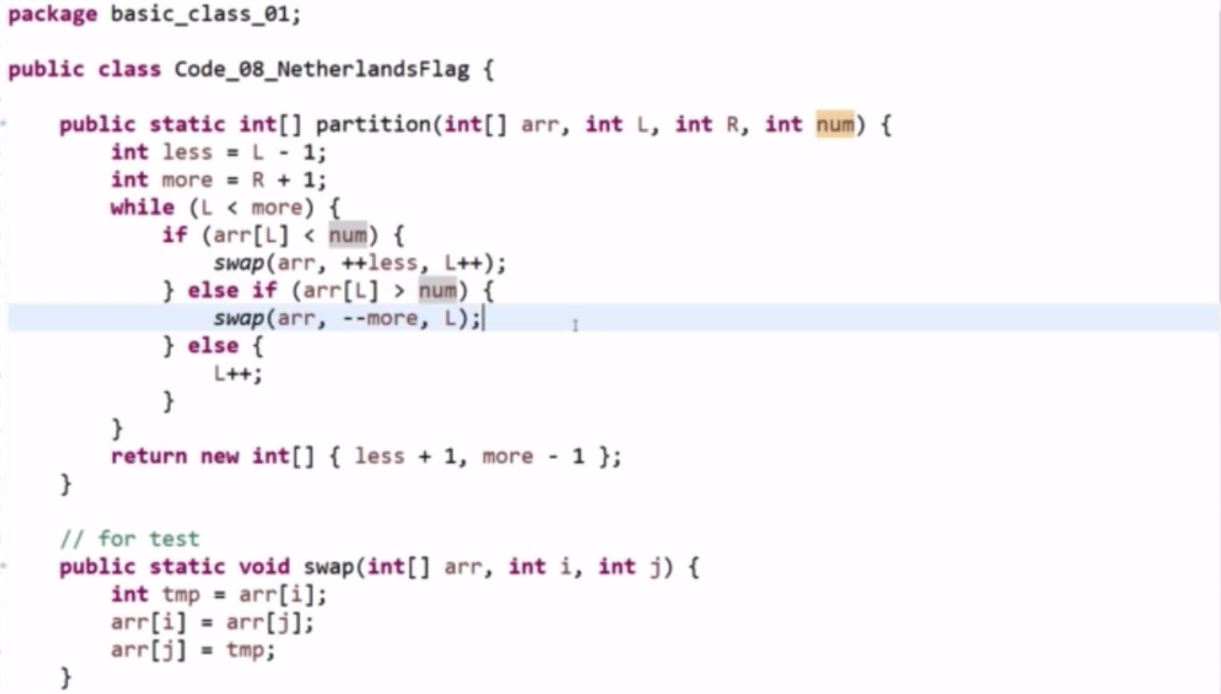 package basic_class_01;
public class Code_08_NetherlandsFlag {
public static int[] partition(int[] arr, int L, int R, int num) {
int less = L - 1;
int more = R + 1;
while (L < more) {
if (arr[L] < num) {
swap(arr, ++less, L++);
} else if (arr[L] > num) {
swap(arr, --more, L);
} else {
L++;
}
}
return new int[] { less + 1, more - 1 };
}
// for test
public static void swap(int[] arr, int i, int j) {
int tmp = arr[i];
arr[i] = arr[j];
arr[j] = tmp;
}